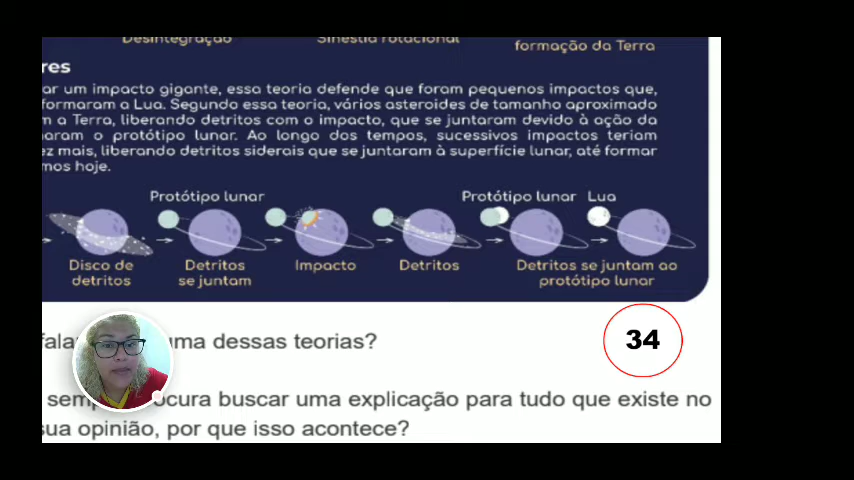 Desintegração Sinéstia rotacional
formação da Terra
res
ar um impacto gigante, essa teoria defende que foram pequenos impactos que,
formaram a Lua. Segundo essa teoria, vários asteroides de tamanho aproximado
m a Terra, liberando detritos com o impacto, que se juntaram devido à ação da
naram o protótipo lunar. Ao longo dos tempos, sucessivos impactos teriam
ez mais, liberando detritos siderais que se juntaram à superfície lunar, até formar
mos hoje.
Protótipo lunar Protótipo lunar Lua
Disco de detritos
Detritos se juntam
Impacto
Detritos
Detritos se juntam ao
protótipo lunar
fala uma dessas teorias?
34
sem ocura buscar uma explicação para tudo que existe no
sua opinião, por que isso acontece?